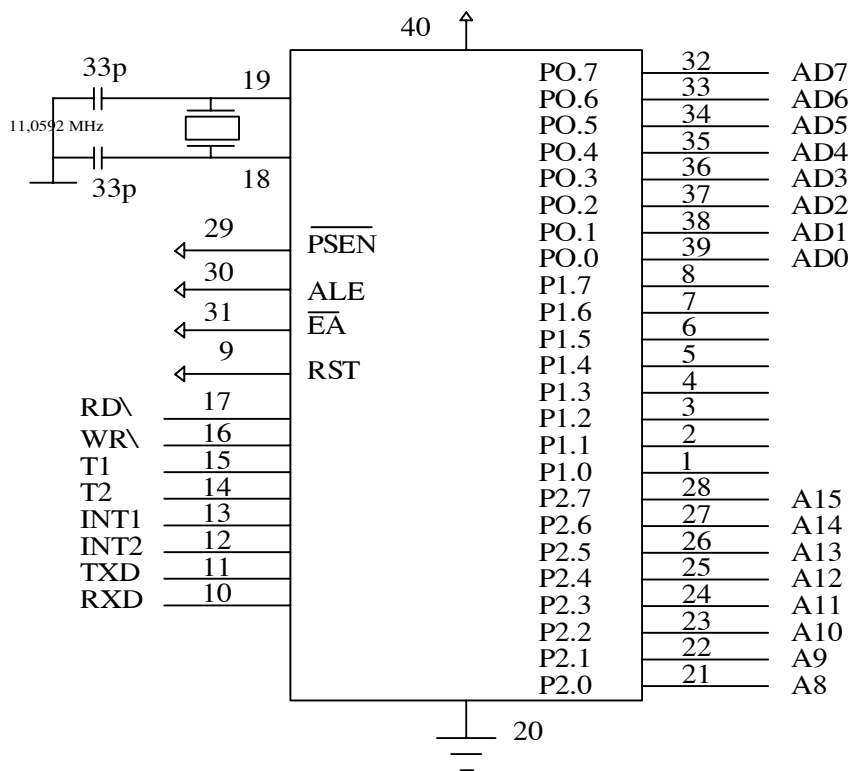 40
33p
19
11,0592 MHz
33p
18
29
PSEN
30
ALE
31
EA
9
RST
RD\ 17
WR\ 16
T1 15
T2 14
INT1 13
INT2 12
TXD 11
RXD 10
PO.7 32 AD7
PO.6 33 AD6
PO.5 34 AD5
PO.4 35 AD4
PO.3 36 AD3
PO.2 37 AD2
PO.1 38 AD1
PO.0 39 AD0
P1.7 8
P1.6 7
P1.5 6
P1.4 5
P1.3 4
P1.2 3
P1.1 2
P1.0 1
P2.7 28 A15
P2.6 27 A14
P2.5 26 A13
P2.4 25 A12
P2.3 24 A11
P2.2 23 A10
P2.1 22 A9
P2.0 21 A8
20